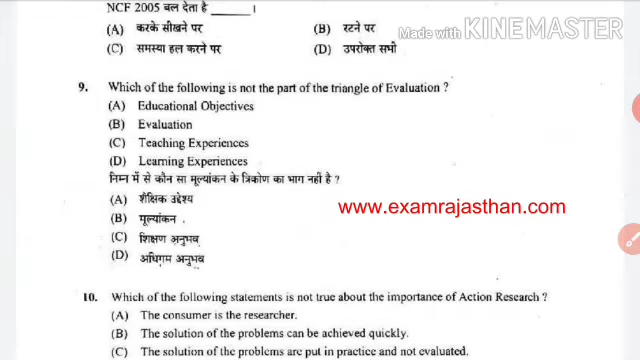 NCF 2005 बल देता है ________ ।
Made with KINEMASTER
(A) करके सीखने पर (B) रटने पर
(C) समस्या हल करने पर (D) उपरोक्त सभी
9. Which of the following is not the part of the triangle of Evaluation ?
(A) Educational Objectives
(B) Evaluation
(C) Teaching Experiences
(D) Learning Experiences
निम्न में से कौन सा मूल्यांकन के त्रिकोण का भाग नहीं है ?
(A) शैक्षिक उद्देश्य
www.examrajasthan.com
(B) मूल्यांकन .
(C) शिक्षण अनुभव
(D) अधिगम अनुभव
10. Which of the following statements is not true about the importance of Action Research ?
(A) The consumer is the researcher.
(B) The solution of the problems can be achieved quickly.
(C) The solution of the problems are put in practice and not evaluated.